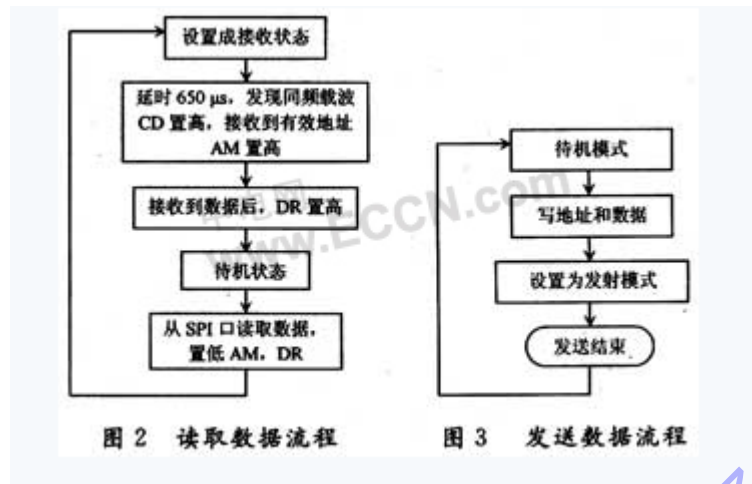 设置成接收状态
延时 650 μs，发现同频载波
CD 置高，接收到有效地址
AM 置高
接收到数据后，DR 置高
待机状态
从 SPI 口读取数据，
置低 AM，DR
图 2 读取数据流程
待机模式
写地址和数据
设置为发射模式
发送结束
图 3 发送数据流程
www.ECCN.com